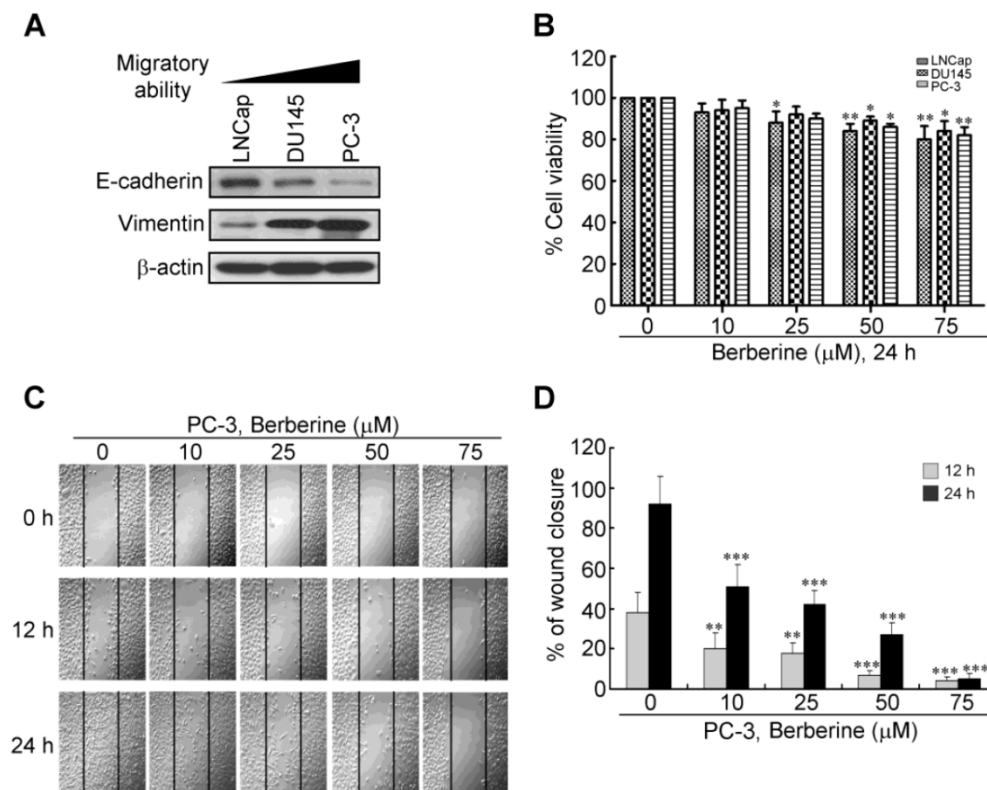 A
Migratory
ability
LNCap
DU145
PC-3
E-cadherin
Vimentin
β-actin
B
120
100
80
60
40
20
0
% Cell viability
LNCap
DU145
PC-3
*
** * *
** * **
0 10 25 50 75
Berberine (μM), 24 h
C
PC-3, Berberine (μM)
0 10 25 50 75
0 h
12 h
24 h
D
120
100
80
60
40
20
0
% of wound closure
12 h
24 h
** ***
** ***
*** ***
*** ***
0 10 25 50 75
PC-3, Berberine (μM)